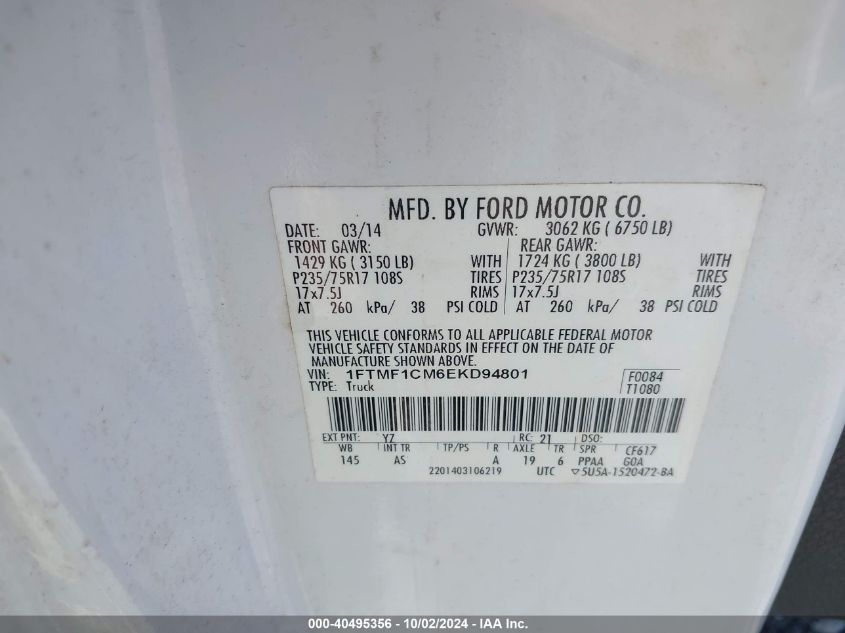 MFD. BY FORD MOTOR CO.
DATE: 03/14 GVWR: 3062 KG ( 6750 LB)
FRONT GAWR: REAR GAWR:
1429 KG ( 3150 LB) WITH 1724 KG ( 3800 LB) WITH
P235/75R17 108S TIRES P235/75R17 108S TIRES
17x7.5J RIMS 17x7.5J RIMS
AT 260 kPa/ 38 PSI COLD AT 260 kPa/ 38 PSI COLD
THIS VEHICLE CONFORMS TO ALL APPLICABLE FEDERAL MOTOR
VEHICLE SAFETY STANDARDS IN EFFECT ON THE DATE OF
MANUFACTURE SHOWN ABOVE.
VIN: 1FTMF1CM6EKD94801 F0084
TYPE: Truck T1080
EXT PNT: YZ RC: 21 DSO:
WB INT TR TP/PS R AXLE TR SPR CF617
145 AS A 19 6 PPAA GOA
2201403106219 UTC ▽5U5A-1520472-BA
000-40495356 - 10/02/2024 - IAA Inc.